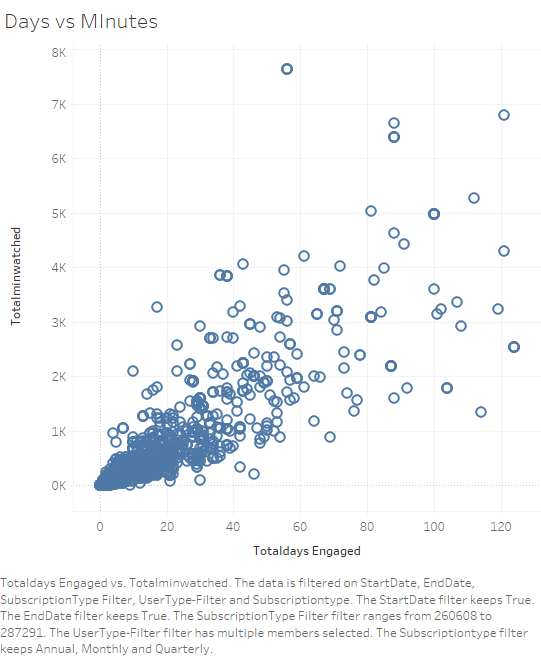 Days vs MInutes
8K
7K
6K
5K
4K
3K
2K
1K
0K
Totalminwatched
0 20 40 60 80 100 120
Totaldays Engaged
Totaldays Engaged vs. Totalminwatched. The data is filtered on StartDate, EndDate,
SubscriptionType Filter, UserType-Filter and Subscriptiontype. The StartDate filter keeps True.
The EndDate filter keeps True. The SubscriptionType Filter filter ranges from 260608 to
287291. The UserType-Filter filter has multiple members selected. The Subscriptiontype filter
keeps Annual, Monthly and Quarterly.